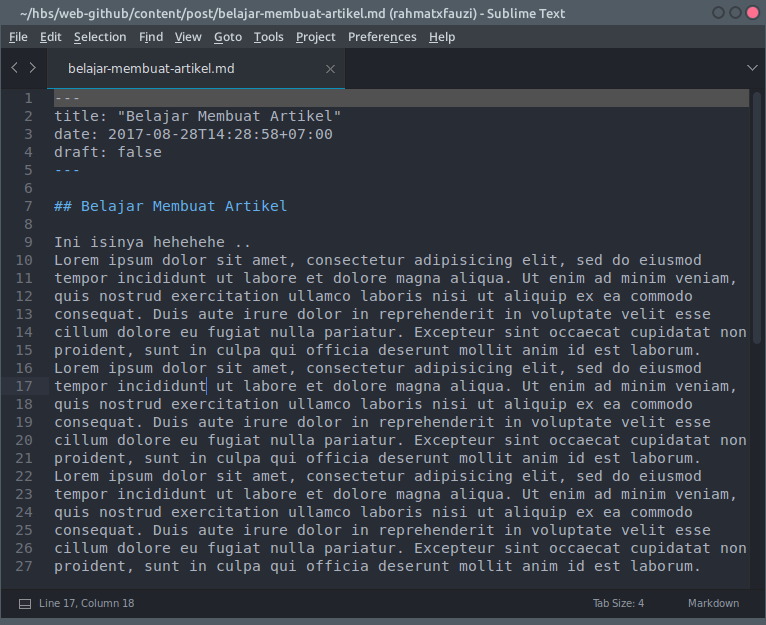 ~/hbs/web-github/content/post/belajar-membuat-artikel.md (rahmatxfauzi) - Sublime Text
File Edit Selection Find View Goto Tools Project Preferences Help
belajar-membuat-artikel.md
1 ---
2 title: "Belajar Membuat Artikel"
3 date: 2017-08-28T14:28:58+07:00
4 draft: false
5 ---
6
7 ## Belajar Membuat Artikel
8
9 Ini isinya hehehehe ..
10 Lorem ipsum dolor sit amet, consectetur adipisicing elit, sed do eiusmod
11 tempor incididunt ut labore et dolore magna aliqua. Ut enim ad minim veniam,
12 quis nostrud exercitation ullamco laboris nisi ut aliquip ex ea commodo
13 consequat. Duis aute irure dolor in reprehenderit in voluptate velit esse
14 cillum dolore eu fugiat nulla pariatur. Excepteur sint occaecat cupidatat non
15 proident, sunt in culpa qui officia deserunt mollit anim id est laborum.
16 Lorem ipsum dolor sit amet, consectetur adipisicing elit, sed do eiusmod
17 tempor incididunt ut labore et dolore magna aliqua. Ut enim ad minim veniam,
18 quis nostrud exercitation ullamco laboris nisi ut aliquip ex ea commodo
19 consequat. Duis aute irure dolor in reprehenderit in voluptate velit esse
20 cillum dolore eu fugiat nulla pariatur. Excepteur sint occaecat cupidatat non
21 proident, sunt in culpa qui officia deserunt mollit anim id est laborum.
22 Lorem ipsum dolor sit amet, consectetur adipisicing elit, sed do eiusmod
23 tempor incididunt ut labore et dolore magna aliqua. Ut enim ad minim veniam,
24 quis nostrud exercitation ullamco laboris nisi ut aliquip ex ea commodo
25 consequat. Duis aute irure dolor in reprehenderit in voluptate velit esse
26 cillum dolore eu fugiat nulla pariatur. Excepteur sint occaecat cupidatat non
27 proident, sunt in culpa qui officia deserunt mollit anim id est laborum.
Line 17, Column 18 Tab Size: 4 Markdown